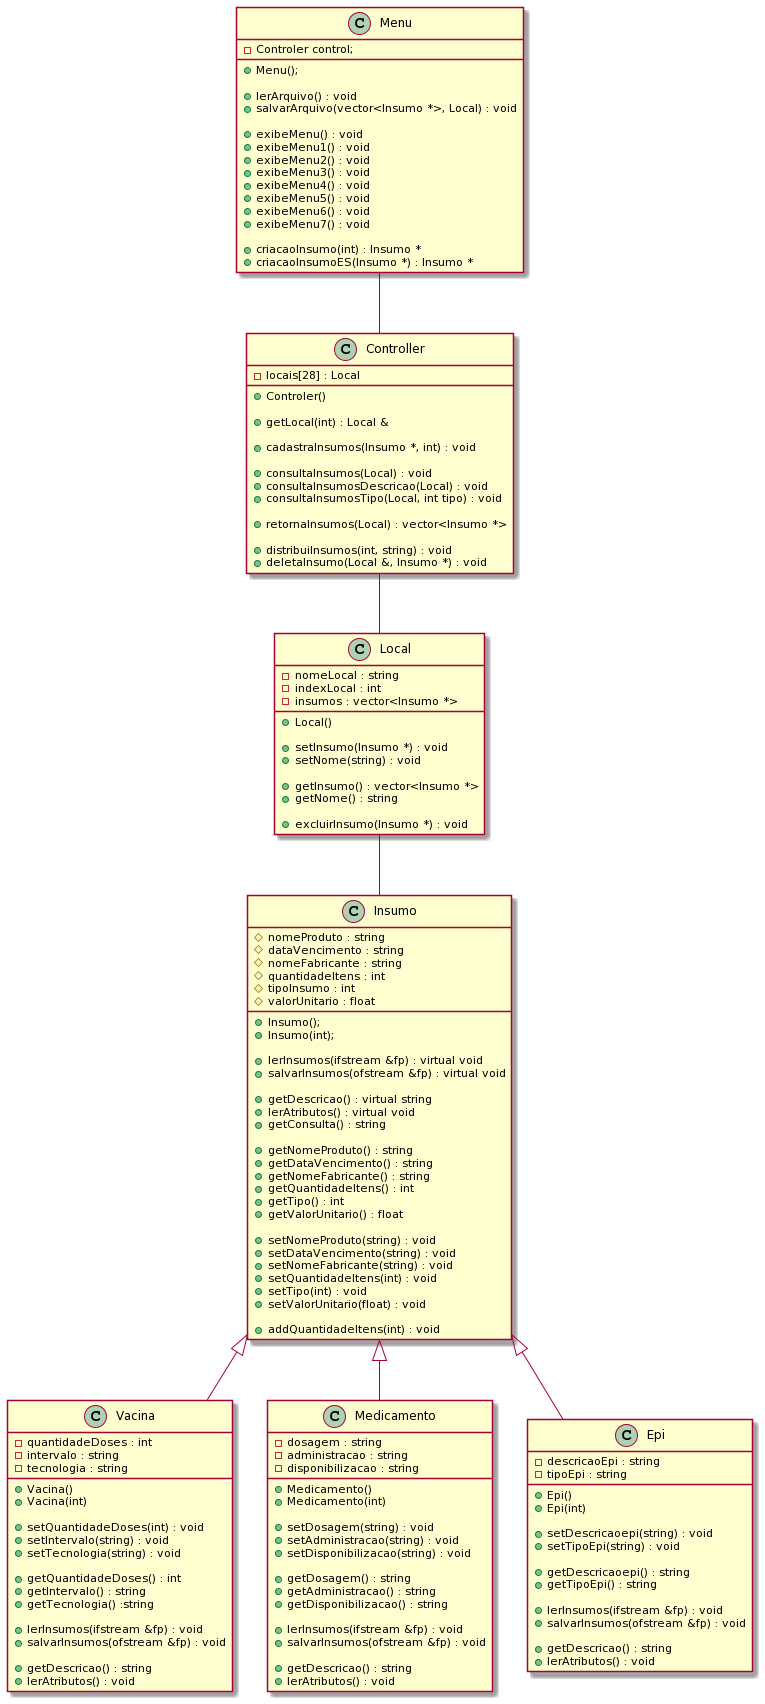 C Menu
Controler control;
Menu();
lerArquivo() : void
salvarArquivo(vector<Insumo *>, Local) : void
exibeMenu() : void
exibeMenu1() : void
exibeMenu2() : void
exibeMenu3() : void
exibeMenu4() : void
exibeMenu5() : void
exibeMenu6() : void
exibeMenu7() : void
criacaoInsumo(int) : Insumo *
criacaoInsumoES(Insumo *) : Insumo *
C Controller
locais[28] : Local
Controler()
getLocal(int) : Local &
cadastraInsumos(Insumo *, int) : void
consultaInsumos(Local) : void
consultaInsumosDescricao(Local) : void
consultaInsumosTipo(Local, int tipo) : void
retornaInsumos(Local) : vector<Insumo *>
distribuiInsumos(int, string) : void
deletaInsumo(Local &, Insumo *) : void
C Local
nomeLocal : string
indexLocal : int
insumos : vector<Insumo *>
Local()
setInsumo(Insumo *) : void
setNome(string) : void
getInsumo() : vector<Insumo *>
getNome() : string
excluirInsumo(Insumo *) : void
C Insumo
nomeProduto : string
dataVencimento : string
nomeFabricante : string
quantidadeItens : int
tipoInsumo : int
valorUnitario : float
Insumo();
Insumo(int);
lerInsumos(ifstream &fp) : virtual void
salvarInsumos(ofstream &fp) : virtual void
getDescricao() : virtual string
lerAtributos() : virtual void
getConsulta() : string
getNomeProduto() : string
getDataVencimento() : string
getNomeFabricante() : string
getQuantidadeItens() : int
getTipo() : int
getValorUnitario() : float
setNomeProduto(string) : void
setDataVencimento(string) : void
setNomeFabricante(string) : void
setQuantidadeItens(int) : void
setTipo(int) : void
setValorUnitario(float) : void
addQuantidadeItens(int) : void
C Vacina
quantidadeDoses : int
intervalo : string
tecnologia : string
Vacina()
Vacina(int)
setQuantidadeDoses(int) : void
setIntervalo(string) : void
setTecnologia(string) : void
getQuantidadeDoses() : int
getIntervalo() : string
getTecnologia() :string
lerInsumos(ifstream &fp) : void
salvarInsumos(ofstream &fp) : void
getDescricao() : string
lerAtributos() : void
C Medicamento
dosagem : string
administracao : string
disponibilizacao : string
Medicamento()
Medicamento(int)
setDosagem(string) : void
setAdministracao(string) : void
setDisponibilizacao(string) : void
getDosagem() : string
getAdministracao() : string
getDisponibilizacao() : string
lerInsumos(ifstream &fp) : void
salvarInsumos(ofstream &fp) : void
getDescricao() : string
lerAtributos() : void
C Epi
descricaoEpi : string
tipoEpi : string
Epi()
Epi(int)
setDescricaoepi(string) : void
setTipoEpi(string) : void
getDescricaoepi() : string
getTipoEpi() : string
lerInsumos(ifstream &fp) : void
salvarInsumos(ofstream &fp) : void
getDescricao() : string
lerAtributos() : void